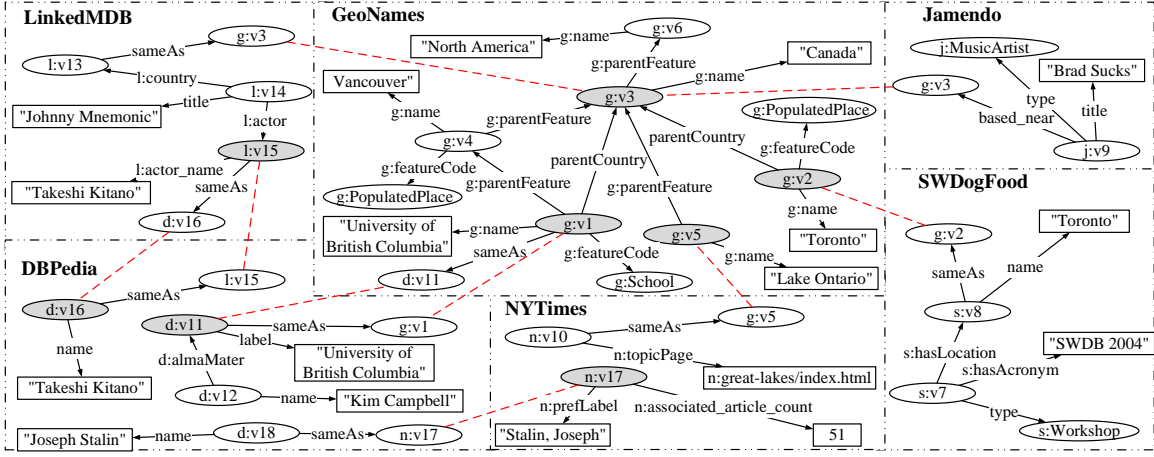 LinkedMDB
g:v3
sameAs
l:v13
l:country
l:v14
title
"Johnny Mnemonic"
l:actor
l:v15
l:actor_name
"Takeshi Kitano"
sameAs
d:v16
GeoNames
g:v6
"North America"
g:name
g:parentFeature
"Canada"
g:name
Vancouver"
g:v3
g:name
g:parentFeature
g:v4
g:PopulatedPlace
parentCountry
g:featureCode
parentCountry
g:featureCode
g:parentFeature
g:PopulatedPlace
g:parentFeature
g:v2
"University of
British Columbia"
g:name
g:v1
g:v5
g:name
"Toronto"
sameAs
g:featureCode
g:name
d:v11
g:School
"Lake Ontario"
Jamendo
j:MusicArtist
"Brad Sucks"
g:v3
type
title
based_near
j:v9
SWDogFood
"Toronto"
g:v2
sameAs
name
s:v8
"SWDB 2004"
s:hasLocation
s:hasAcronym
s:v7
type
s:Workshop
DBPedia
l:v15
sameAs
d:v16
name
"Takeshi Kitano"
d:v11
sameAs
g:v1
label
"University of
British Columbia"
d:almaMater
d:v12
name
"Kim Campbell"
"Joseph Stalin"
name
d:v18
sameAs
n:v17
NYTimes
g:v5
sameAs
n:v10
n:topicPage
n:great-lakes/index.html
n:v17
n:prefLabel
n:associated_article_count
"Stalin, Joseph"
51